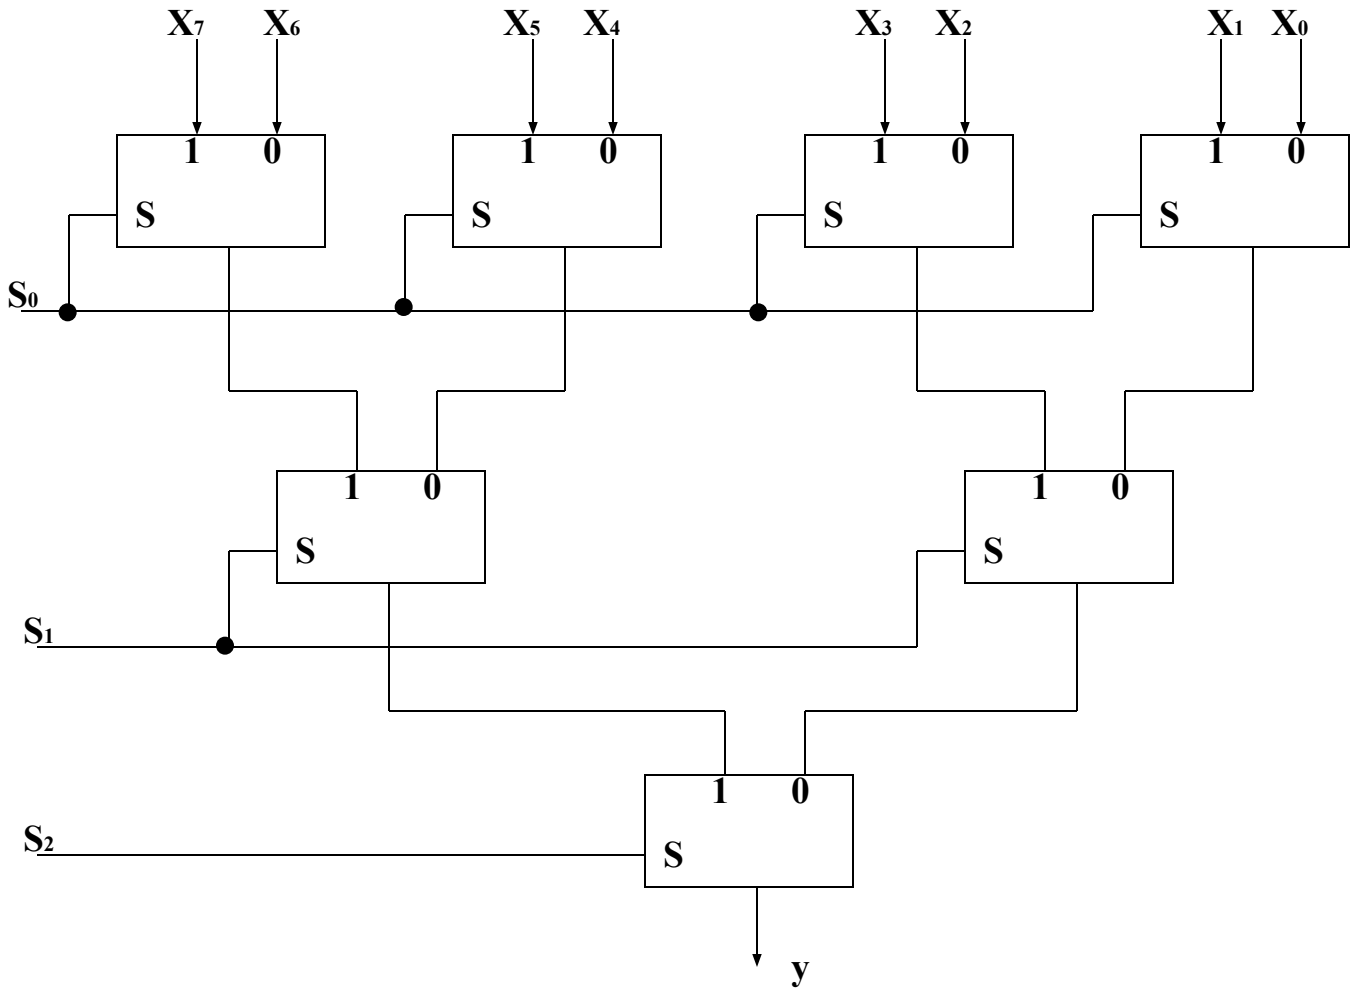 X₇ X₆ X₅ X₄ X₃ X₂ X₁ X₀
1 0 1 0 1 0 1 0
S S S S
S₀
1 0 1 0
S S
S₁
1 0
S₂ S
y